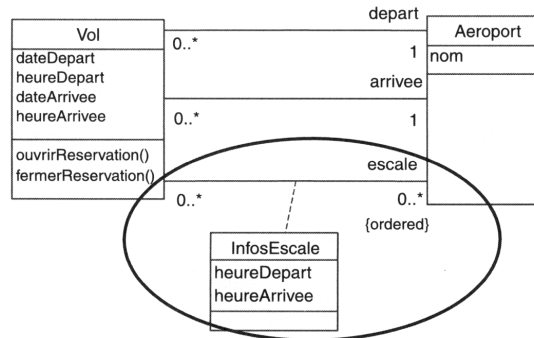 depart
Vol
Aeroport
0..*
1
dateDepart
heureDepart
dateArrivee
heureArrivee
nom
arrivee
0..*
1
ouvrirReservation()
fermerReservation()
escale
0..*
0..*
{ordered}
InfosEscale
heureDepart
heureArrivee